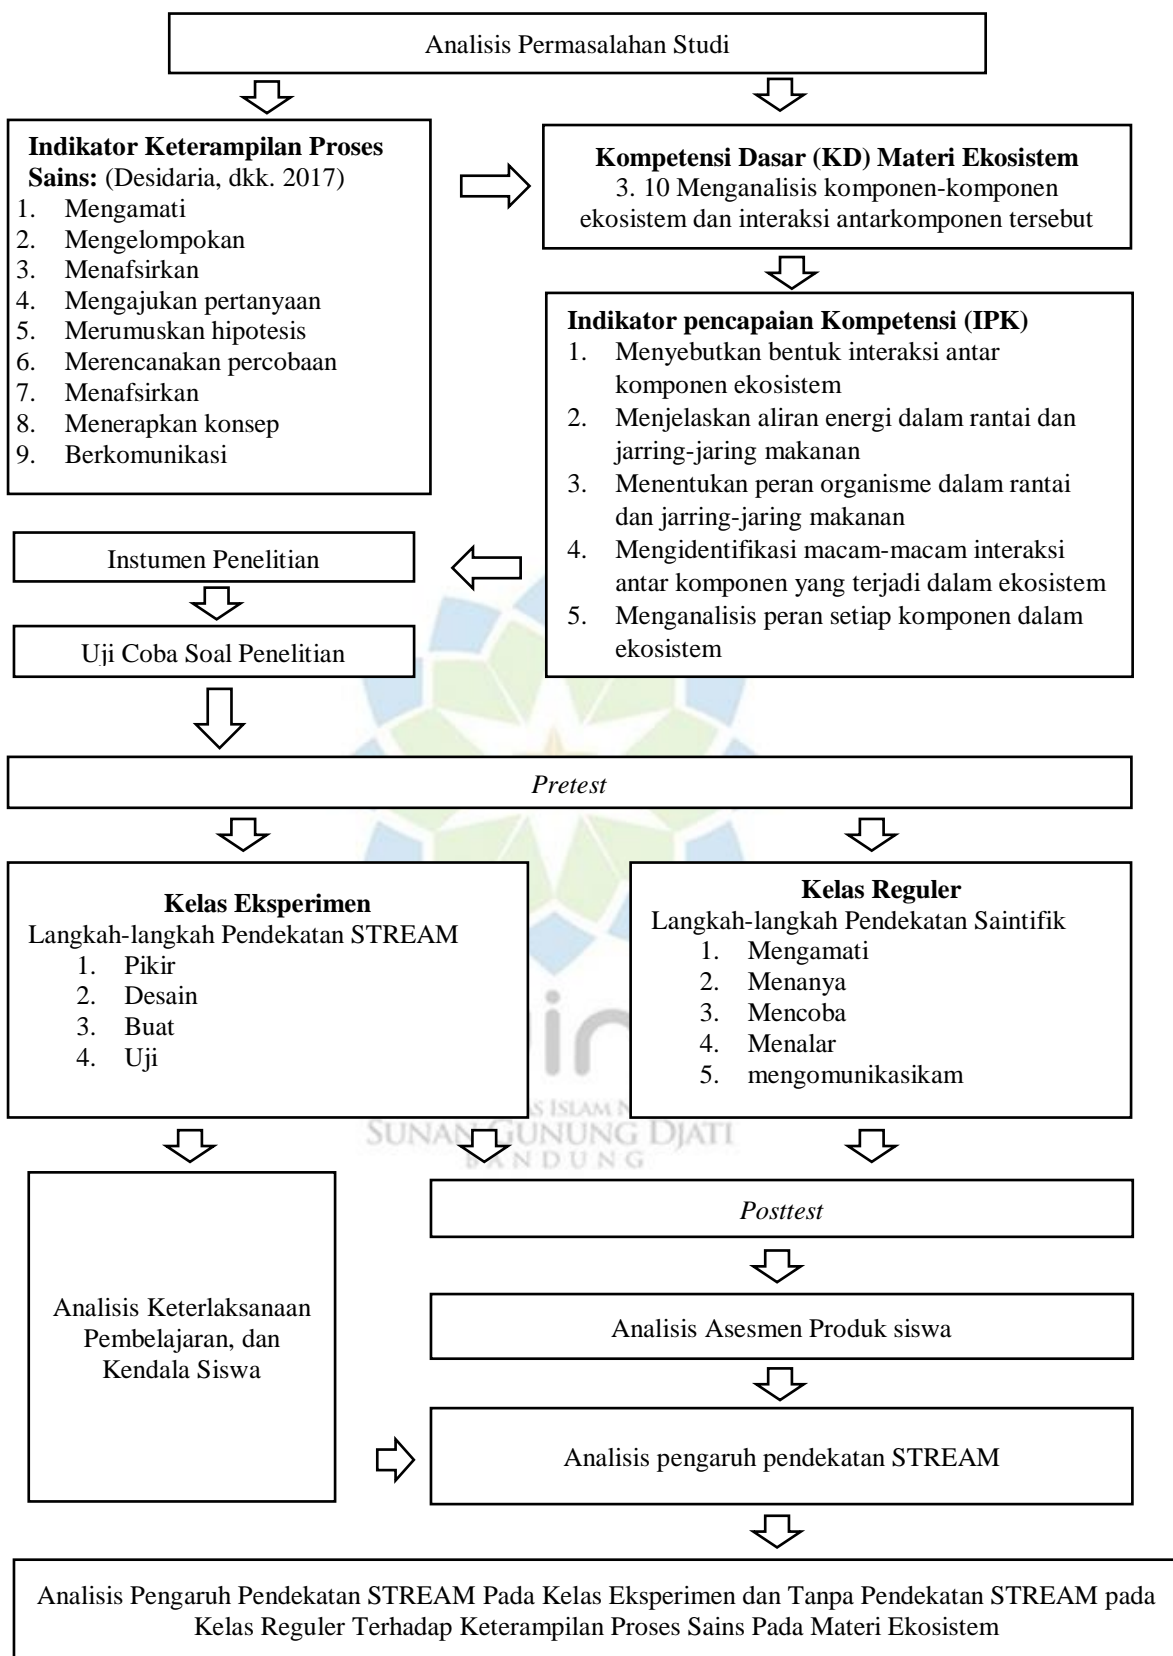 Analisis Permasalahan Studi
Indikator Keterampilan Proses
Sains: (Desidaria, dkk. 2017)
1. Mengamati
2. Mengelompokan
3. Menafsirkan
4. Mengajukan pertanyaan
5. Merumuskan hipotesis
6. Merencanakan percobaan
7. Menafsirkan
8. Menerapkan konsep
9. Berkomunikasi
Kompetensi Dasar (KD) Materi Ekosistem
3. 10 Menganalisis komponen-komponen
ekosistem dan interaksi antarkomponen tersebut
Indikator pencapaian Kompetensi (IPK)
1. Menyebutkan bentuk interaksi antar
komponen ekosistem
2. Menjelaskan aliran energi dalam rantai dan
jarring-jaring makanan
3. Menentukan peran organisme dalam rantai
dan jarring-jaring makanan
4. Mengidentifikasi macam-macam interaksi
antar komponen yang terjadi dalam ekosistem
5. Menganalisis peran setiap komponen dalam
ekosistem
Instumen Penelitian
Uji Coba Soal Penelitian
Pretest
Kelas Eksperimen
Langkah-langkah Pendekatan STREAM
1. Pikir
2. Desain
3. Buat
4. Uji
Kelas Reguler
Langkah-langkah Pendekatan Saintifik
1. Mengamati
2. Menanya
3. Mencoba
4. Menalar
5. mengomunikasikam
ISLAM
SUNAN GUNUNG DJATI
BANDUNG
Analisis Keterlaksanaan
Pembelajaran, dan
Kendala Siswa
Posttest
Analisis Asesmen Produk siswa
Analisis pengaruh pendekatan STREAM
Analisis Pengaruh Pendekatan STREAM Pada Kelas Eksperimen dan Tanpa Pendekatan STREAM pada
Kelas Reguler Terhadap Keterampilan Proses Sains Pada Materi Ekosistem